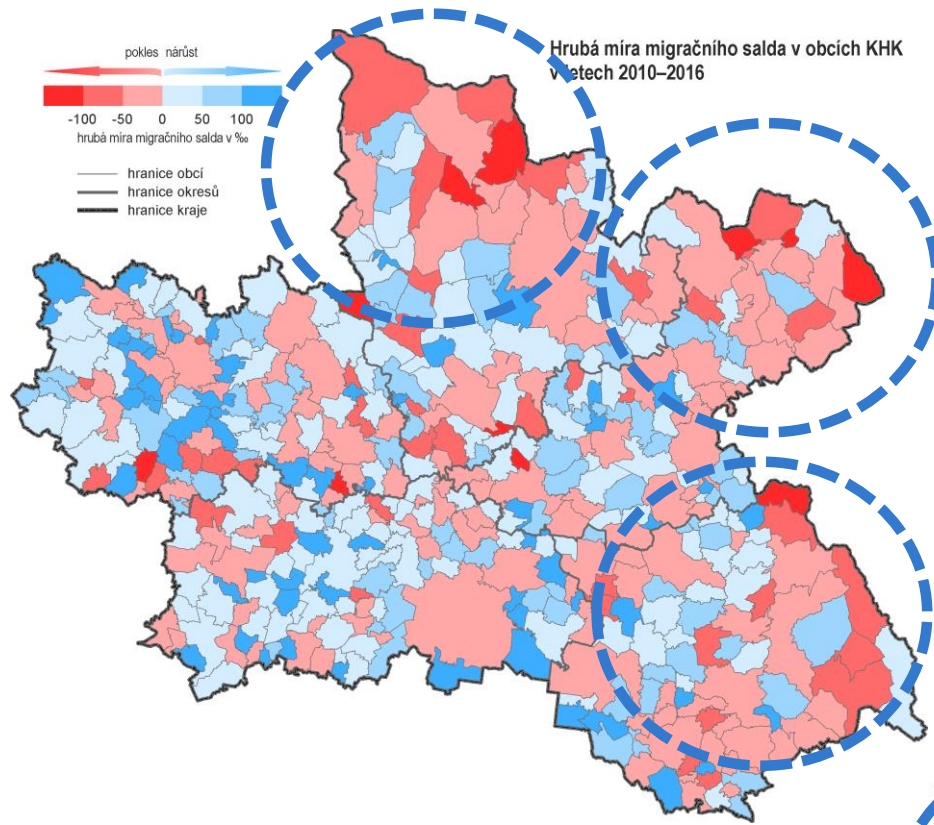 Hrubá míra migračního salda v obcích KHK
v letech 2010–2016
pokles nárůst
-100 -50 0 50 100
hrubá míra migračního salda v ‰
hranice obcí
hranice okresů
hranice kraje